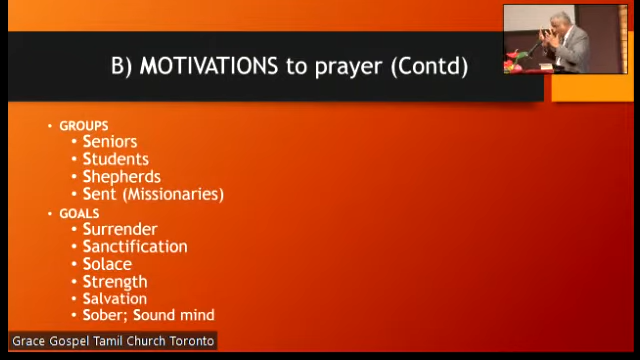 B) MOTIVATIONS to prayer (Contd)
• GROUPS
• Seniors
• Students
• Shepherds
• Sent (Missionaries)
• GOALS
• Surrender
• Sanctification
• Solace
• Strength
• Salvation
• Sober; Sound mind
Grace Gospel Tamil Church Toronto